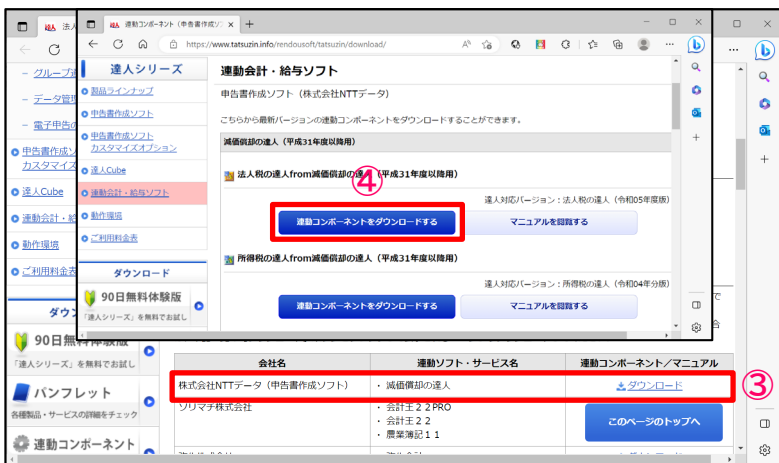 達人 連動コンポーネント（申告書作成ソ
https://www.tatsuzin.info/rendousoft/tatsuzin/download/
達人シリーズ
製品ラインナップ
申告書作成ソフト
申告書作成ソフト
カスタマイズオプション
達人Cube
連動会計・給与ソフト
動作環境
ご利用料金表
ダウンロード
90日無料体験版
「達人シリーズ」を無料でお試し
連動会計・給与ソフト
申告書作成ソフト（株式会社NTTデータ）
こちらから最新バージョンの連動コンポーネントをダウンロードすることができます。
減価償却の達人（平成31年度以降用）
法人税の達人from減価償却の達人（平成31年度以降用）
④
達人対応バージョン：法人税の達人（令和05年度版）
連動コンポーネントをダウンロードする
マニュアルを閲覧する
所得税の達人from減価償却の達人（平成31年度以降用）
達人対応バージョン：所得税の達人（令和04年分版）
連動コンポーネントをダウンロードする
マニュアルを閲覧する
達人 法人
- グループ通
- データ管理
- 電子申告の
申告書作成ソ
カスタマイズ
達人Cube
連動会計・給
動作環境
ご利用料金表
ダウン
90日無料体験版
「達人シリーズ」を無料でお試し
パンフレット
各種製品・サービスの詳細をチェック
連動コンポーネント
会社名 連動ソフト・サービス名 連動コンポーネント／マニュアル
株式会社NTTデータ（申告書作成ソフト） ・ 減価償却の達人 ダウンロード
③
ソリマチ株式会社 ・ 会計王２２PRO
・ 会計王２２
・ 農業簿記１１
このページのトップへ